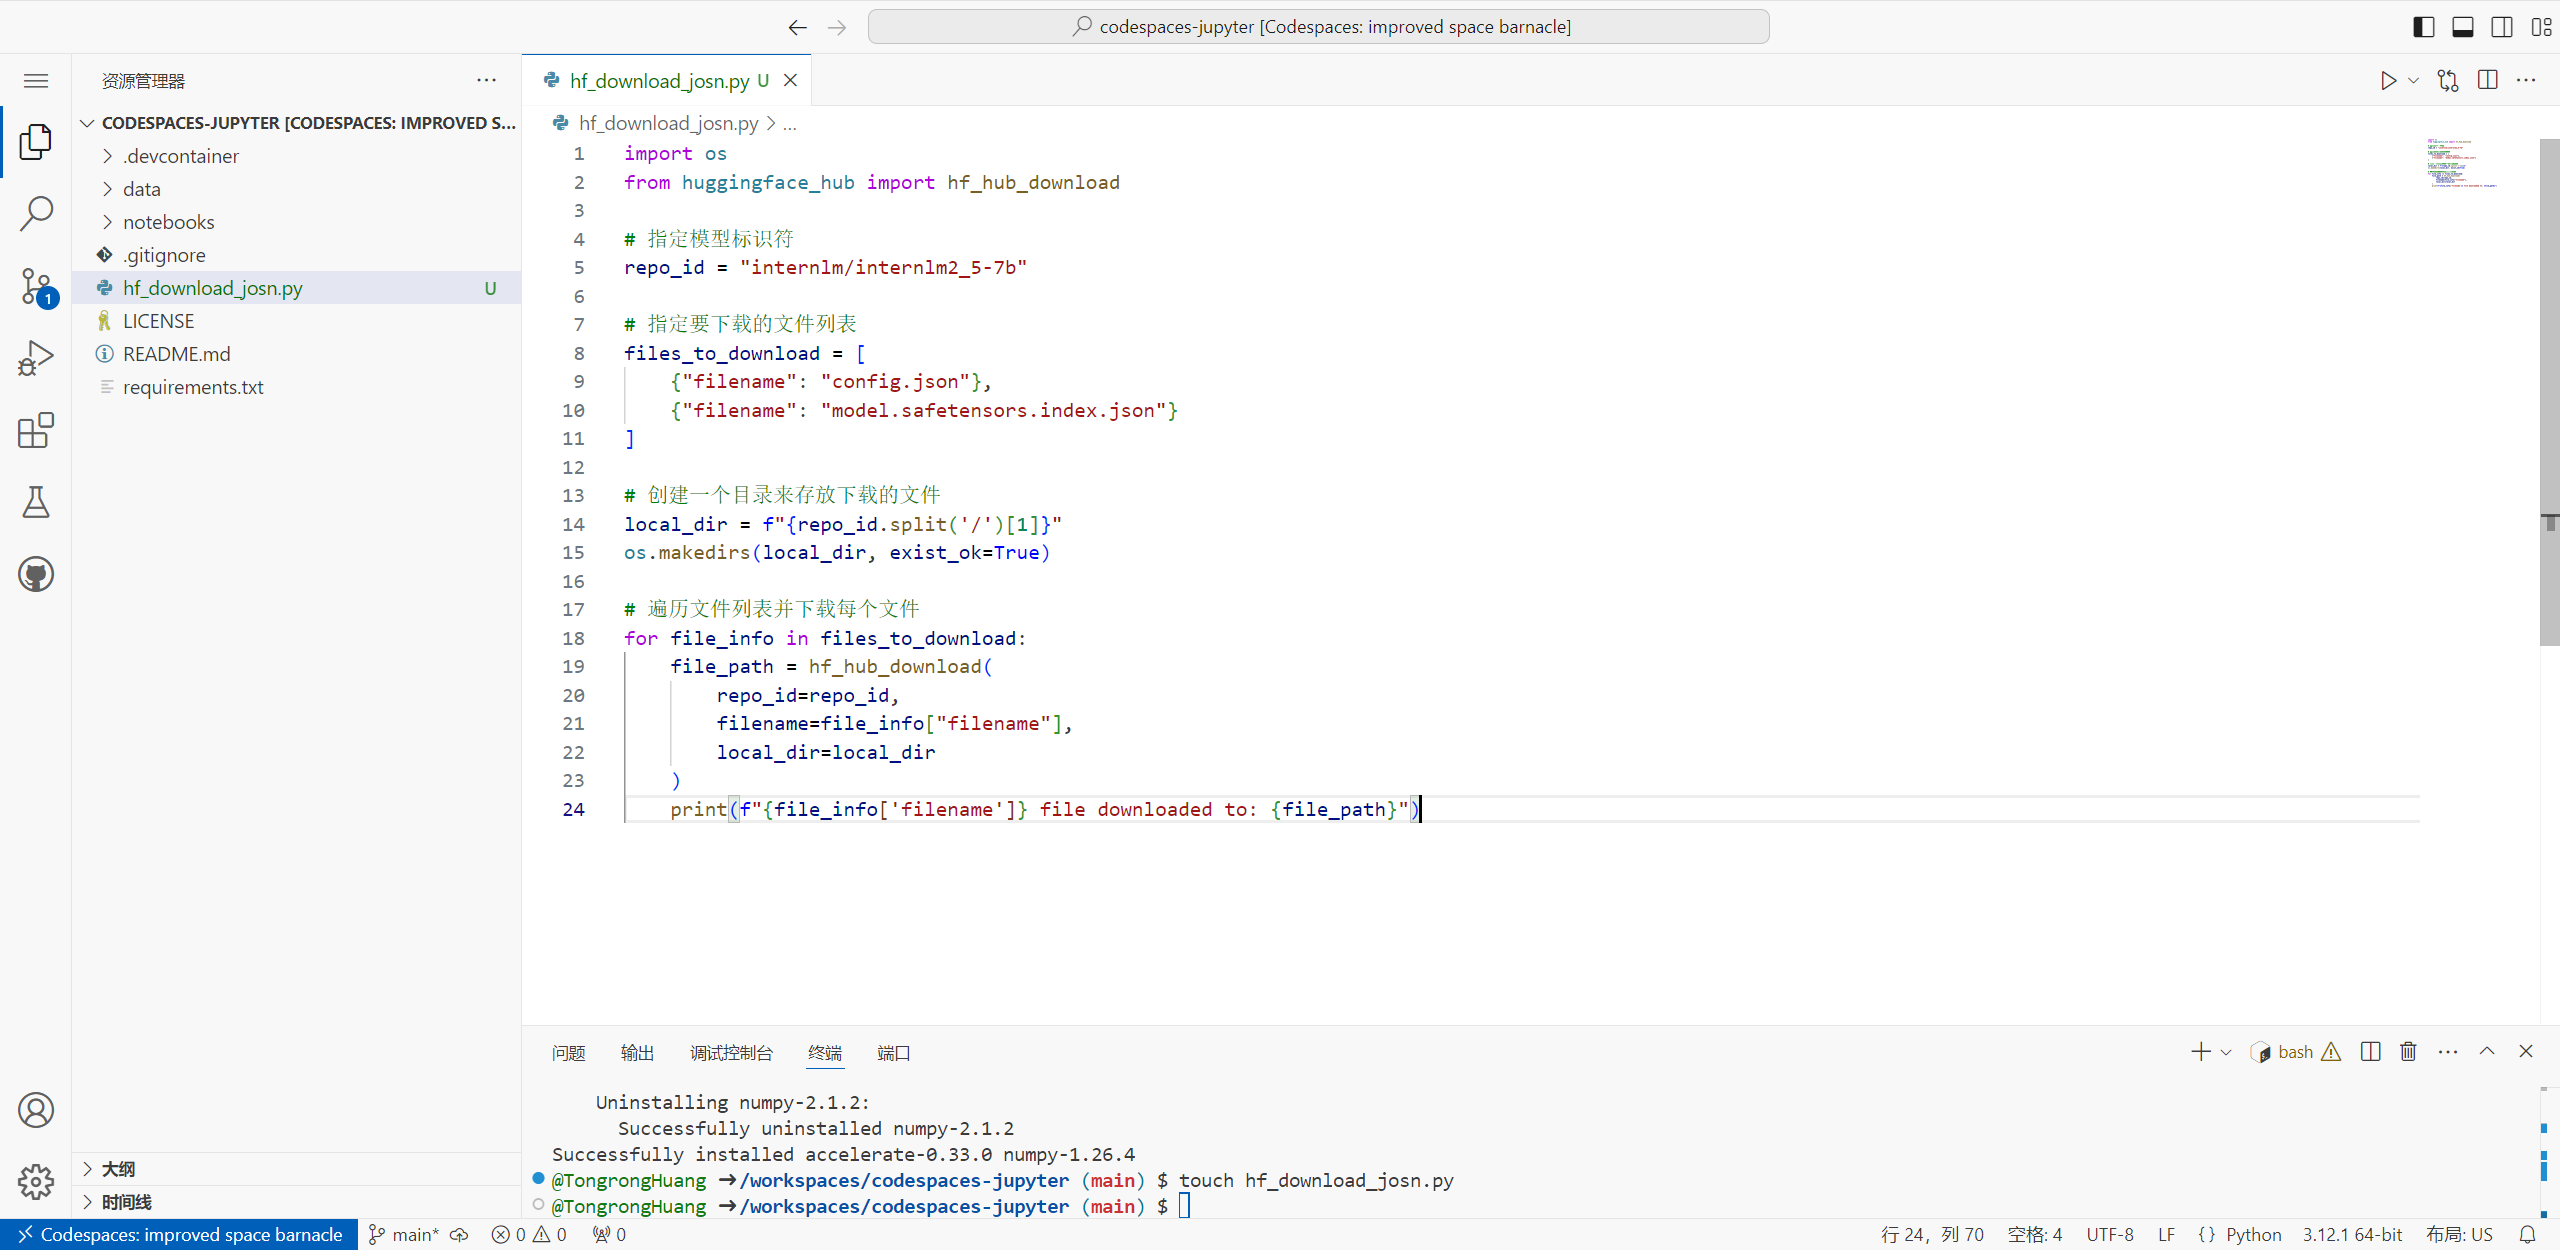 codespaces-jupyter [Codespaces: improved space barnacle]
资源管理器
CODESPACES-JUPYTER [CODESPACES: IMPROVED S...
.devcontainer
data
notebooks
.gitignore
hf_download_josn.py U
LICENSE
README.md
requirements.txt
大纲
时间线
1
hf_download_josn.py U
hf_download_josn.py > ...
1 import os
2 from huggingface_hub import hf_hub_download
3
4 # 指定模型标识符
5 repo_id = "internlm/internlm2_5-7b"
6
7 # 指定要下载的文件列表
8 files_to_download = [
9     {"filename": "config.json"},
10     {"filename": "model.safetensors.index.json"}
11 ]
12
13 # 创建一个目录来存放下载的文件
14 local_dir = f"{repo_id.split('/')[1]}"
15 os.makedirs(local_dir, exist_ok=True)
16
17 # 遍历文件列表并下载每个文件
18 for file_info in files_to_download:
19     file_path = hf_hub_download(
20         repo_id=repo_id,
21         filename=file_info["filename"],
22         local_dir=local_dir
23     )
24     print(f"{file_info['filename']} file downloaded to: {file_path}")
问题 输出 调试控制台 终端 端口
bash
Uninstalling numpy-2.1.2:
Successfully uninstalled numpy-2.1.2
Successfully installed accelerate-0.33.0 numpy-1.26.4
@TongrongHuang ➜/workspaces/codespaces-jupyter (main) $ touch hf_download_josn.py
@TongrongHuang ➜/workspaces/codespaces-jupyter (main) $
Codespaces: improved space barnacle main* 0 0 0 行 24，列 70 空格: 4 UTF-8 LF {} Python 3.12.1 64-bit 布局: US